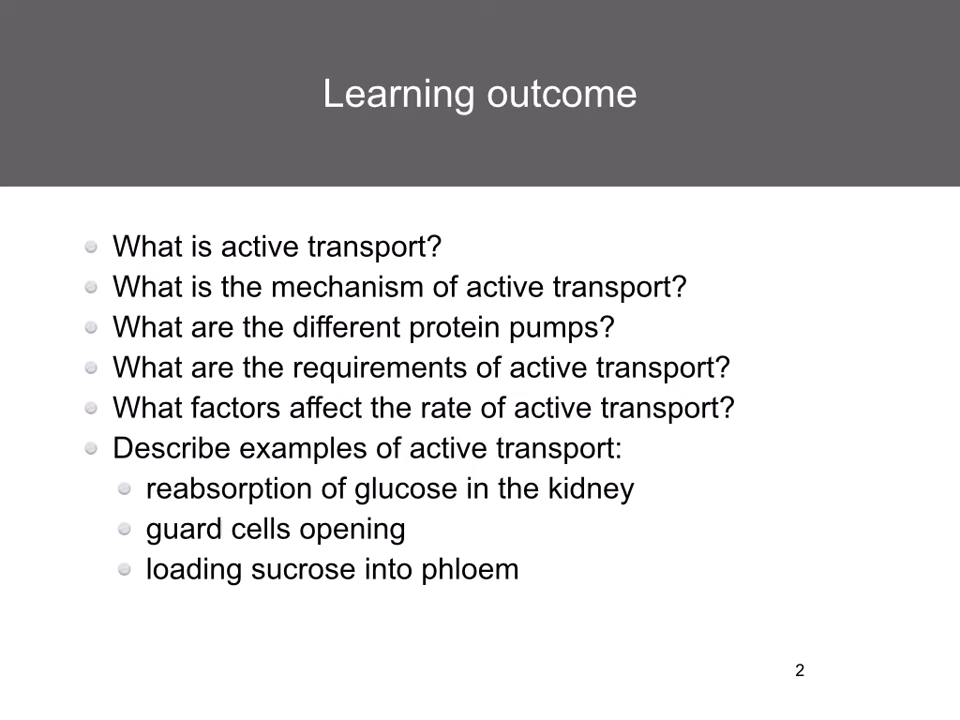 Learning outcome
What is active transport?
What is the mechanism of active transport?
What are the different protein pumps?
What are the requirements of active transport?
What factors affect the rate of active transport?
Describe examples of active transport:
reabsorption of glucose in the kidney
guard cells opening
loading sucrose into phloem
2